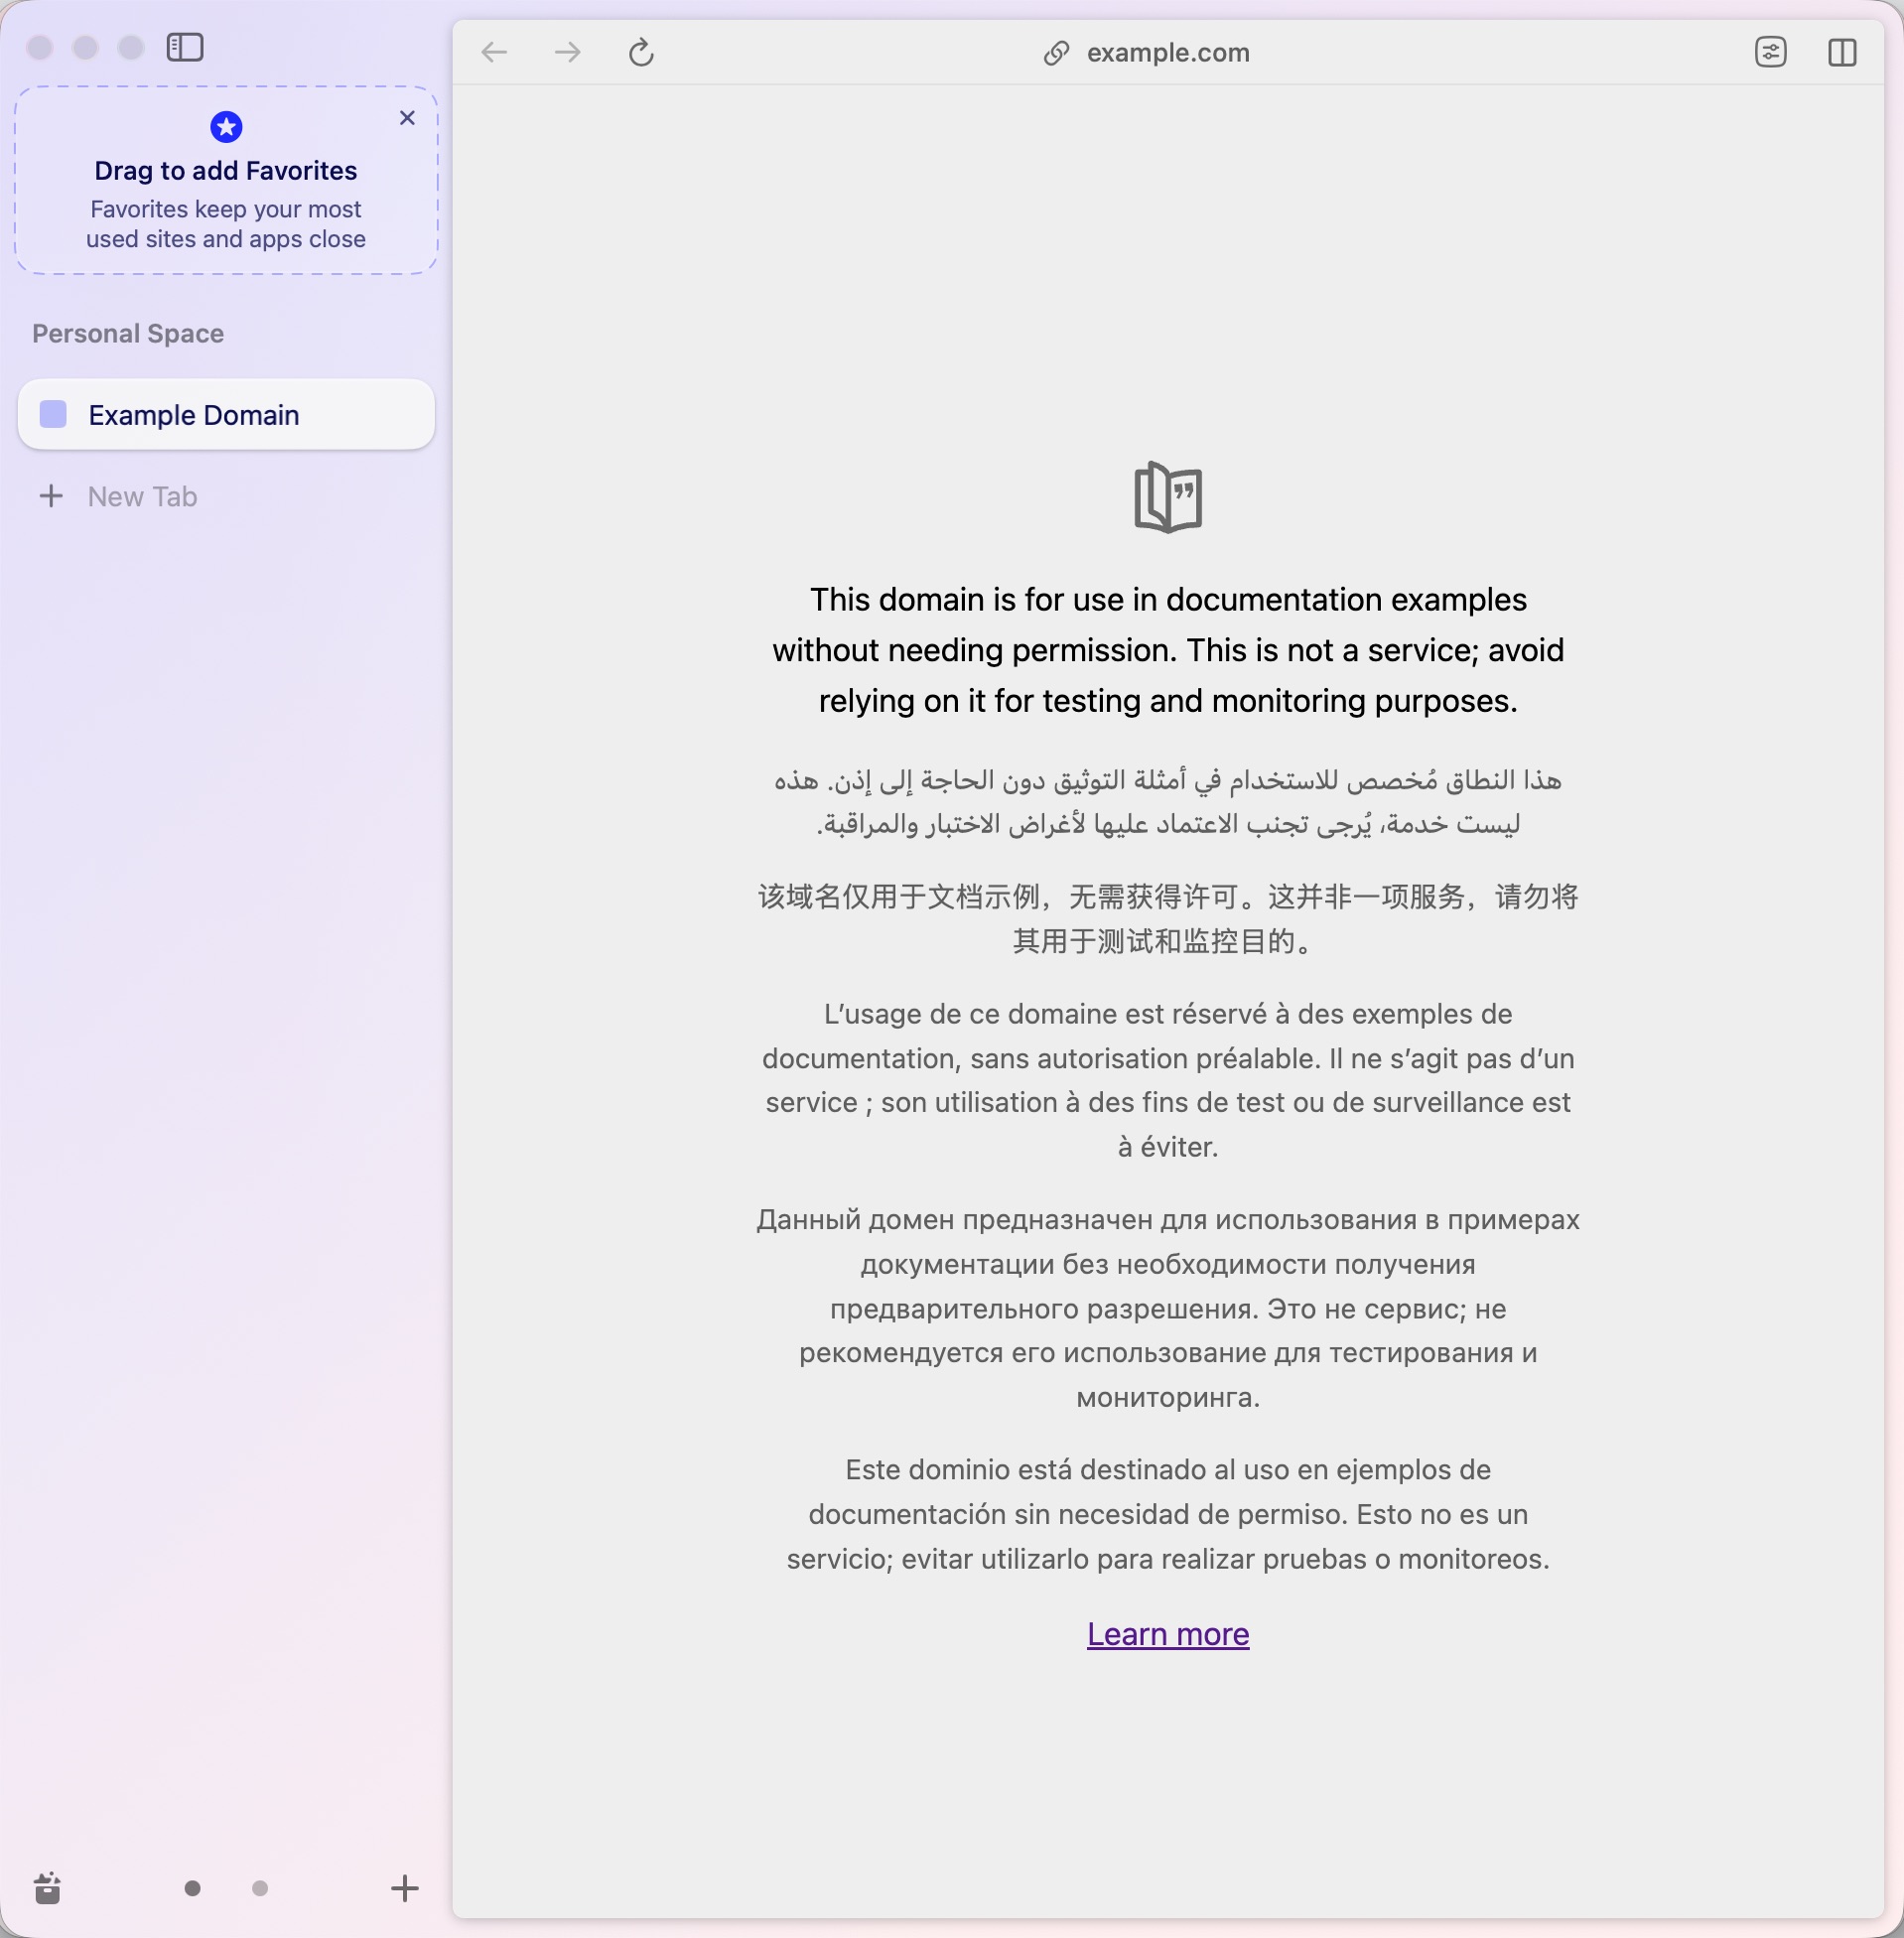 example.com
Drag to add Favorites
Favorites keep your most
used sites and apps close
Personal Space
Example Domain
New Tab
This domain is for use in documentation examples
without needing permission. This is not a service; avoid
relying on it for testing and monitoring purposes.
هذا النطاق مُخصص للاستخدام في أمثلة التوثيق دون الحاجة إلى إذن. هذه
ليست خدمة، يُرجى تجنب الاعتماد عليها لأغراض الاختبار والمراقبة.
该域名仅用于文档示例，无需获得许可。这并非一项服务，请勿将
其用于测试和监控目的。
L’usage de ce domaine est réservé à des exemples de
documentation, sans autorisation préalable. Il ne s’agit pas d’un
service ; son utilisation à des fins de test ou de surveillance est
à éviter.
Данный домен предназначен для использования в примерах
документации без необходимости получения
предварительного разрешения. Это не сервис; не
рекомендуется его использование для тестирования и
мониторинга.
Este dominio está destinado al uso en ejemplos de
documentación sin necesidad de permiso. Esto no es un
servicio; evitar utilizarlo para realizar pruebas o monitoreos.
Learn more